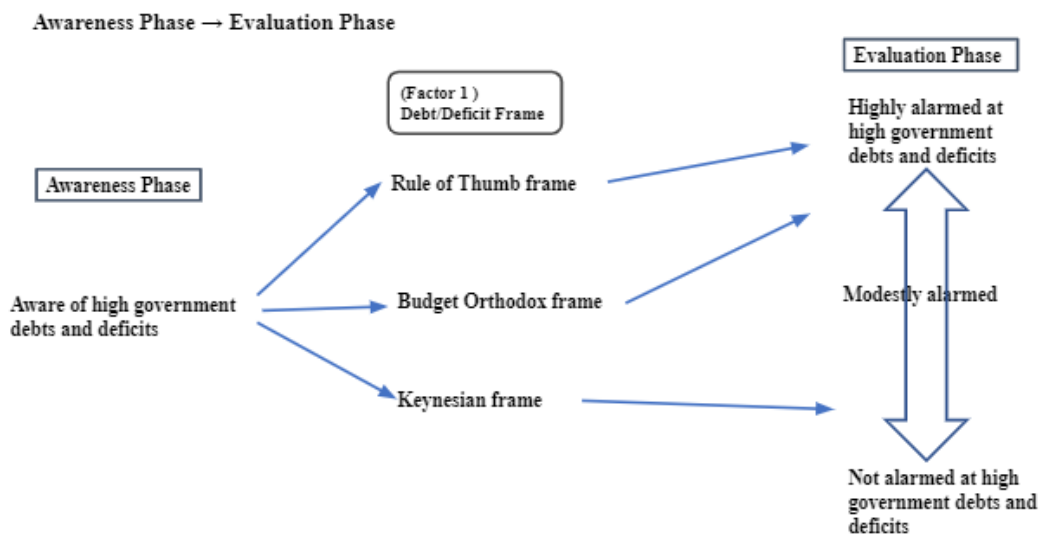 Awareness Phase → Evaluation Phase
Evaluation Phase
(Factor 1 )
Debt/Deficit Frame
Highly alarmed at
high government
debts and deficits
Awareness Phase
Rule of Thumb frame
Aware of high government
debts and deficits
Budget Orthodox frame
Modestly alarmed
Keynesian frame
Not alarmed at high
government debts and
deficits